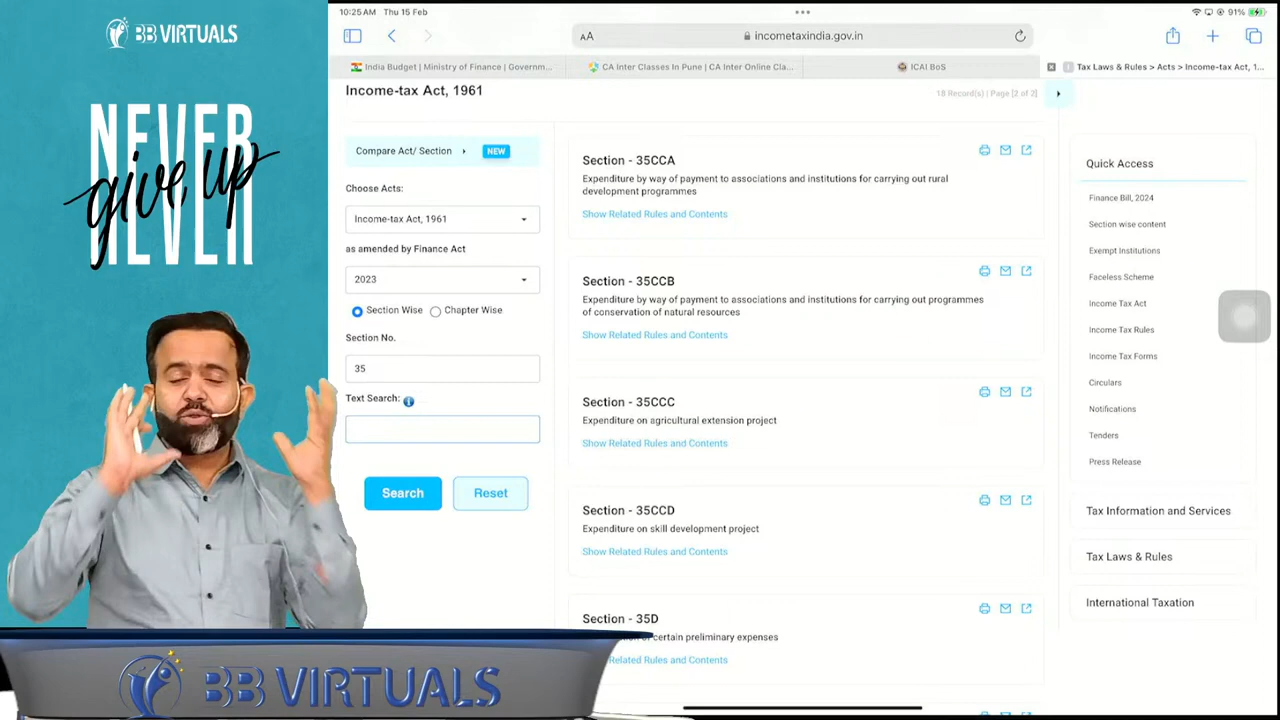 BB VIRTUALS
NEVER
give up
NEVER
BB VIRTUALS
10:25 AM Thu 15 Feb
91%
AA
incometaxindia.gov.in
India Budget | Ministry of Finance | Governm...
CA Inter Classes In Pune | CA Inter Online Cla...
ICAI BoS
Tax Laws & Rules > Acts > Income-tax Act, 1...
Income-tax Act, 1961
18 Record(s) | Page [2 of 2]
Compare Act/ Section
NEW
Choose Acts:
Income-tax Act, 1961
as amended by Finance Act
2023
Section Wise
Chapter Wise
Section No.
35
Text Search:
Search
Reset
Section - 35CCA
Expenditure by way of payment to associations and institutions for carrying out rural
development programmes
Show Related Rules and Contents
Section - 35CCB
Expenditure by way of payment to associations and institutions for carrying out programmes
of conservation of natural resources
Show Related Rules and Contents
Section - 35CCC
Expenditure on agricultural extension project
Show Related Rules and Contents
Section - 35CCD
Expenditure on skill development project
Show Related Rules and Contents
Section - 35D
certain preliminary expenses
Related Rules and Contents
Quick Access
Finance Bill, 2024
Section wise content
Exempt Institutions
Faceless Scheme
Income Tax Act
Income Tax Rules
Income Tax Forms
Circulars
Notifications
Tenders
Press Release
Tax Information and Services
Tax Laws & Rules
International Taxation